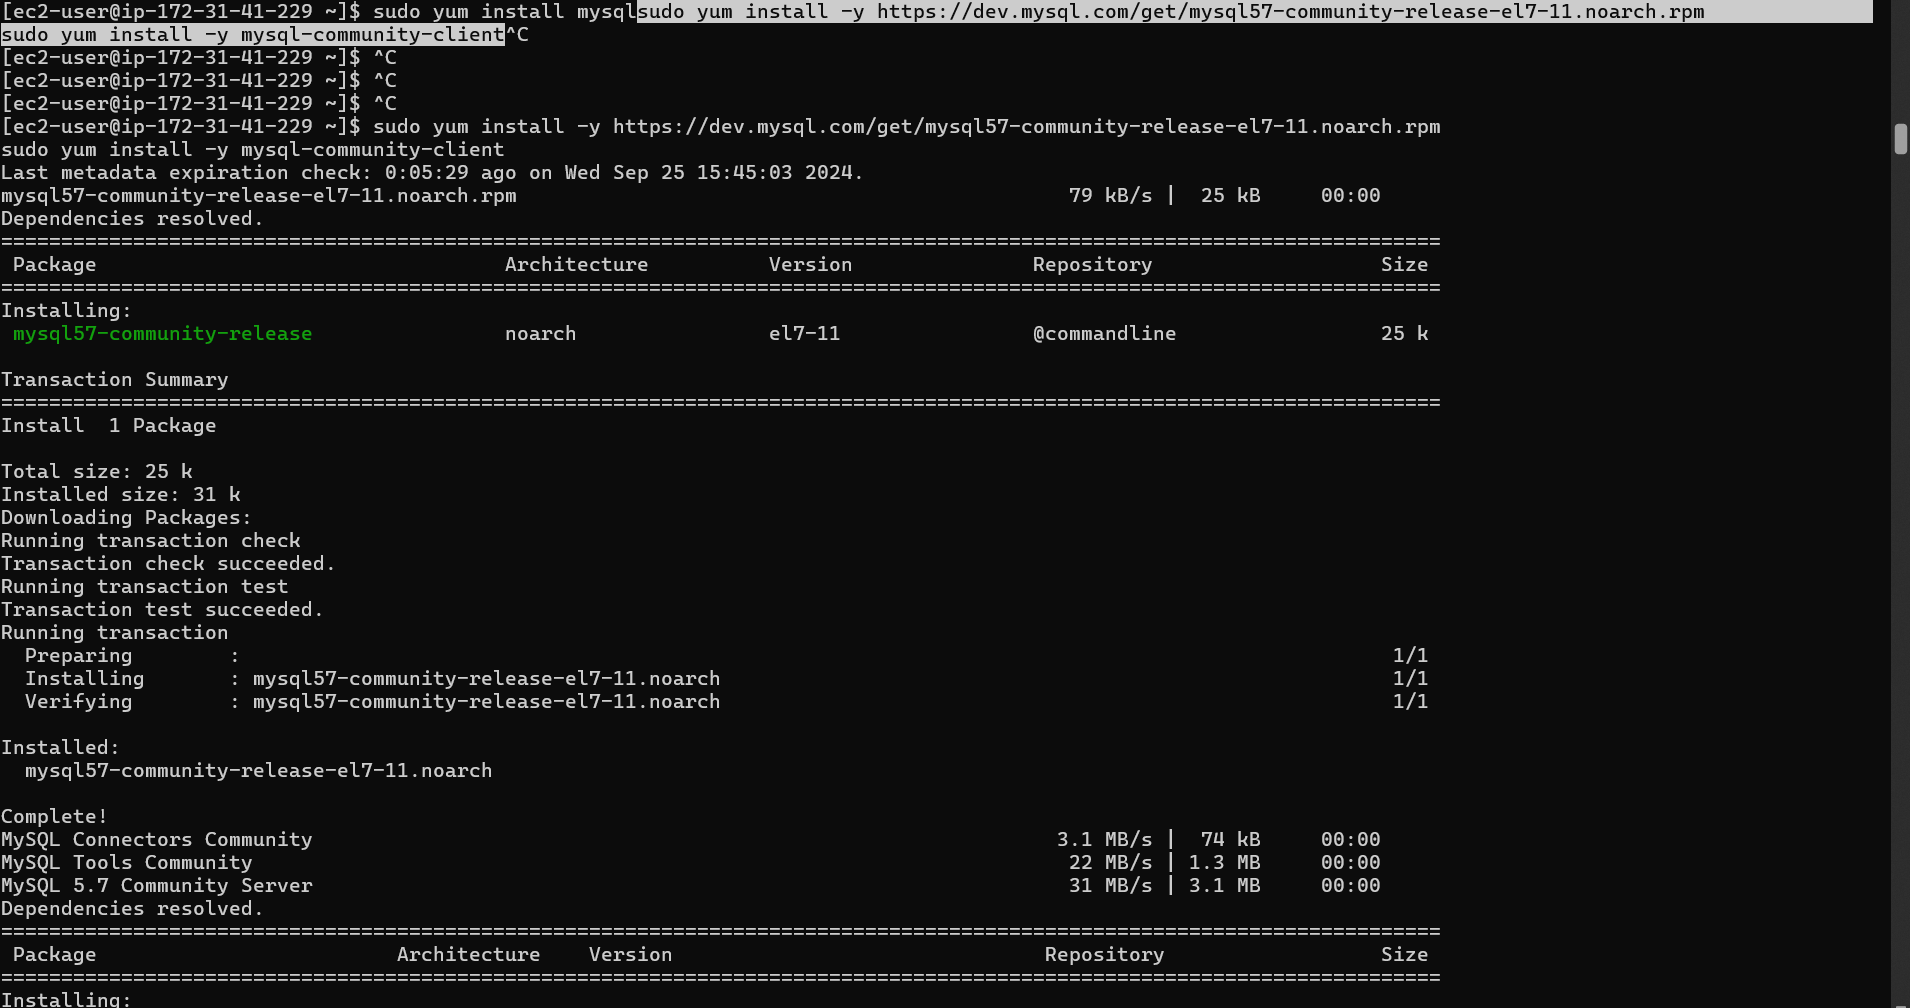 [ec2-user@ip-172-31-41-229 ~]$ sudo yum install mysqlsudo yum install -y https://dev.mysql.com/get/mysql57-community-release-el7-11.noarch.rpm
sudo yum install -y mysql-community-client^C
[ec2-user@ip-172-31-41-229 ~]$ ^C
[ec2-user@ip-172-31-41-229 ~]$ ^C
[ec2-user@ip-172-31-41-229 ~]$ ^C
[ec2-user@ip-172-31-41-229 ~]$ sudo yum install -y https://dev.mysql.com/get/mysql57-community-release-el7-11.noarch.rpm
sudo yum install -y mysql-community-client
Last metadata expiration check: 0:05:29 ago on Wed Sep 25 15:45:03 2024.
mysql57-community-release-el7-11.noarch.rpm 79 kB/s | 25 kB 00:00
Dependencies resolved.
========================================================================================================================
Package Architecture Version Repository Size
========================================================================================================================
Installing:
mysql57-community-release noarch el7-11 @commandline 25 k
Transaction Summary
========================================================================================================================
Install 1 Package
Total size: 25 k
Installed size: 31 k
Downloading Packages:
Running transaction check
Transaction check succeeded.
Running transaction test
Transaction test succeeded.
Running transaction
Preparing : 1/1
Installing : mysql57-community-release-el7-11.noarch 1/1
Verifying : mysql57-community-release-el7-11.noarch 1/1
Installed:
mysql57-community-release-el7-11.noarch
Complete!
MySQL Connectors Community 3.1 MB/s | 74 kB 00:00
MySQL Tools Community 22 MB/s | 1.3 MB 00:00
MySQL 5.7 Community Server 31 MB/s | 3.1 MB 00:00
Dependencies resolved.
========================================================================================================================
Package Architecture Version Repository Size
========================================================================================================================
Installing: